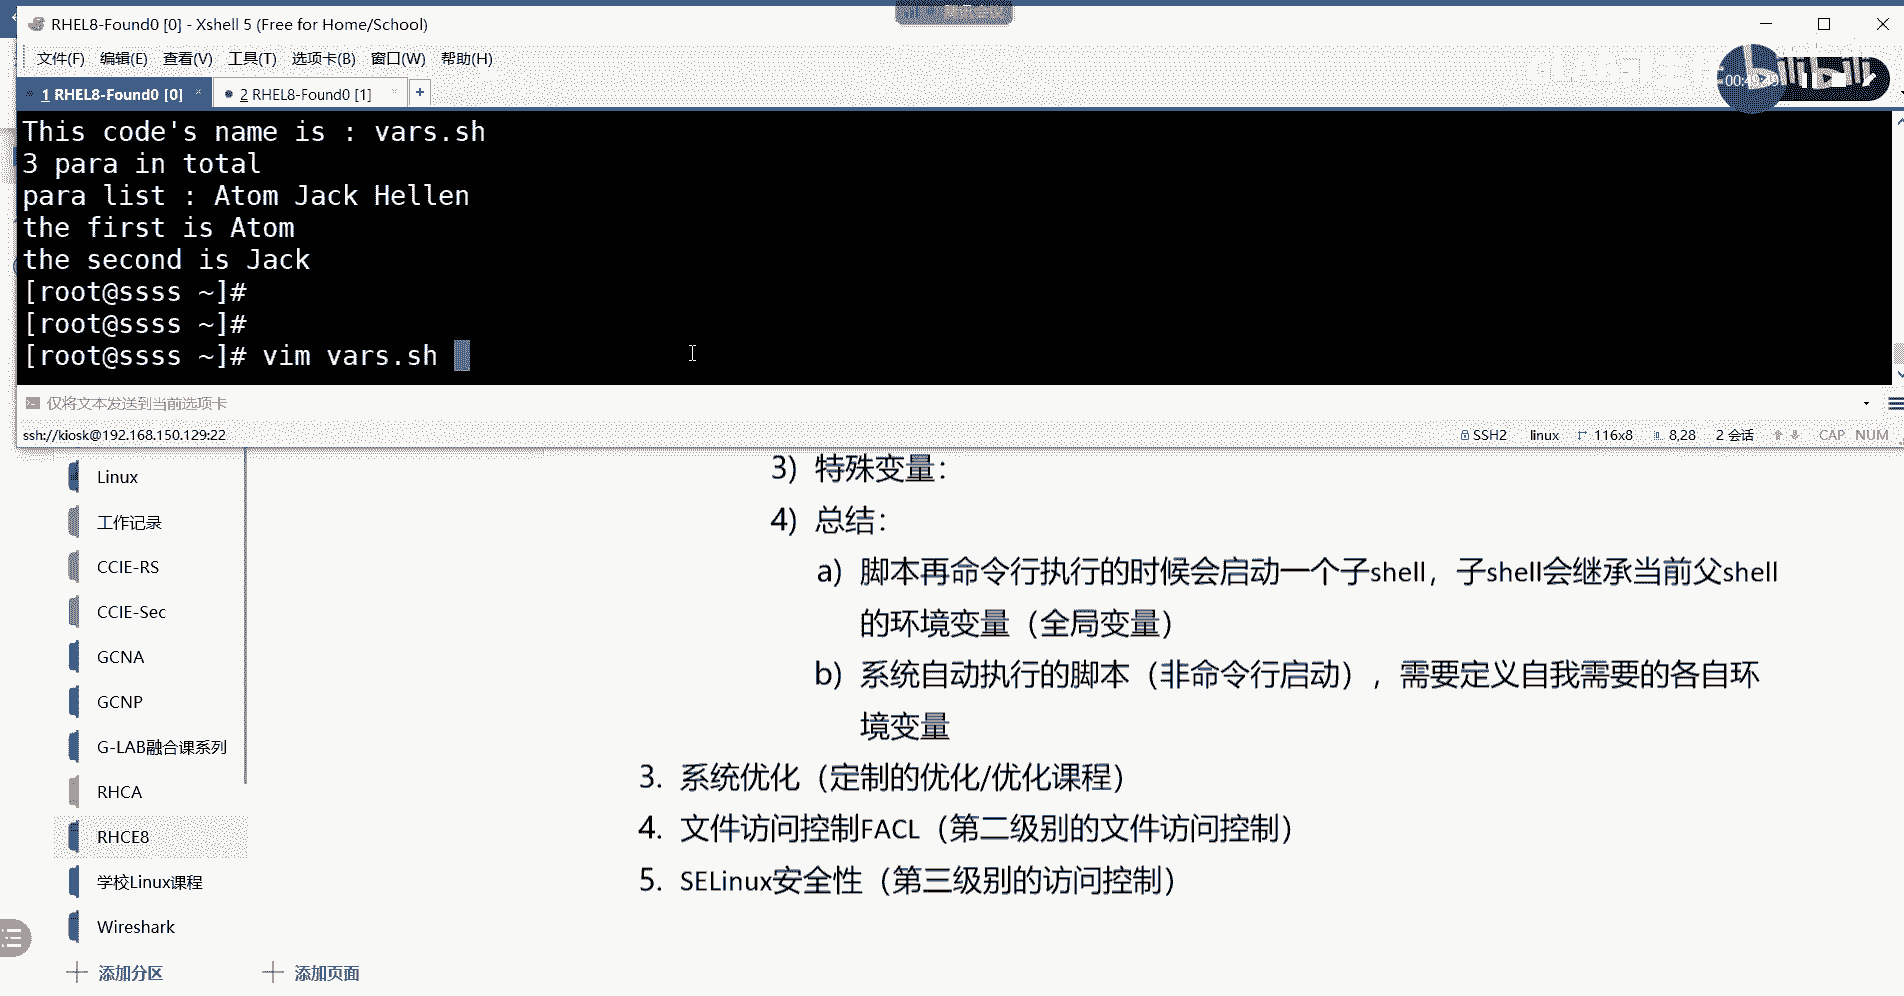 RHEL8-Found0 [0] - Xshell 5 (Free for Home/School)
文件(F) 编辑(E) 查看(V) 工具(T) 选项卡(B) 窗口(W) 帮助(H)
00:49:49
bilibili
1 RHEL8-Found0 [0] × 2 RHEL8-Found0 [1] × +
This code's name is : vars.sh
3 para in total
para list : Atom Jack Hellen
the first is Atom
the second is Jack
[root@ssss ~]#
[root@ssss ~]#
[root@ssss ~]# vim vars.sh
仅将文本发送到当前选项卡
ssh://kiosk@192.168.150.129:22 SSH2 linux 116x8 8,28 2 会话 CAP NUM
Linux
工作记录
CCIE-RS
CCIE-Sec
GCNA
GCNP
G-LAB融合课系列
RHCA
RHCE8
学校Linux课程
Wireshark
添加分区 添加页面
3) 特殊变量：
4) 总结：
a) 脚本再命令行执行的时候会启动一个子shell，子shell会继承当前父shell
的环境变量（全局变量）
b) 系统自动执行的脚本（非命令行启动），需要定义自我需要的各自环
境变量
3. 系统优化（定制的优化/优化课程）
4. 文件访问控制FACL（第二级别的文件访问控制）
5. SELinux安全性（第三级别的访问控制）